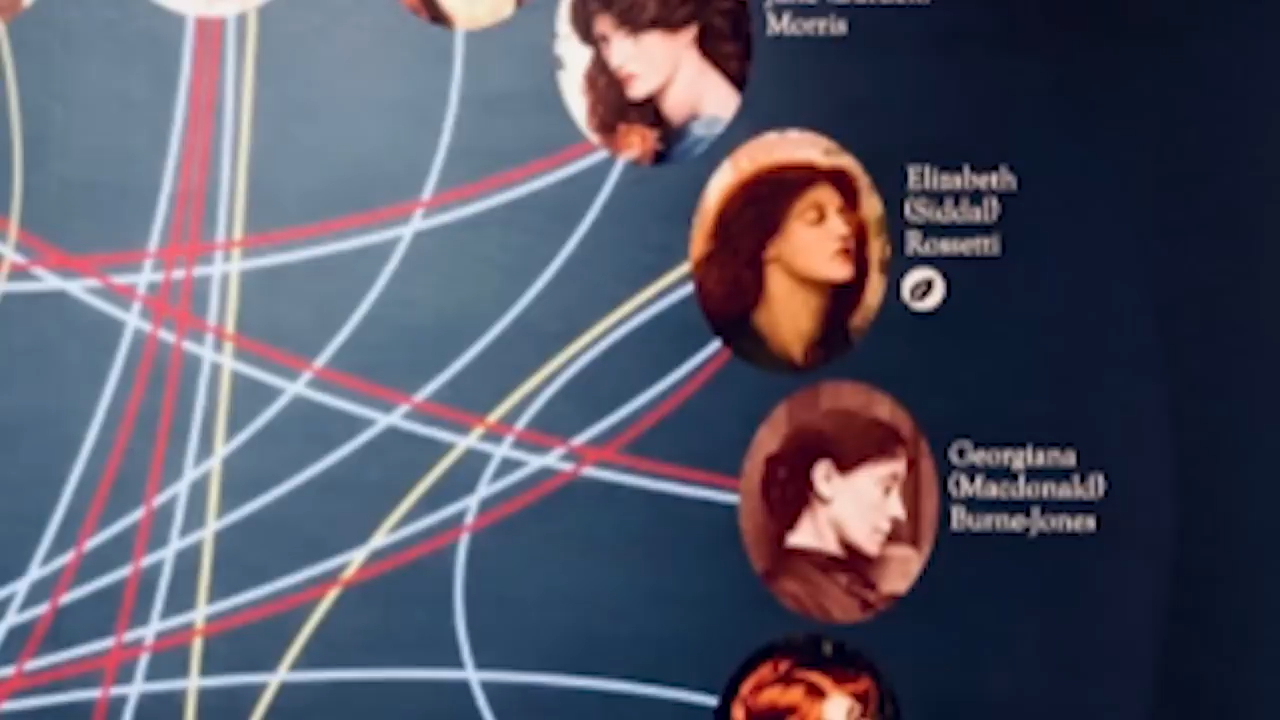 Morris
Elizabeth
(Siddal)
Rossetti
Georgiana
(Macdonald)
Burne-Jones